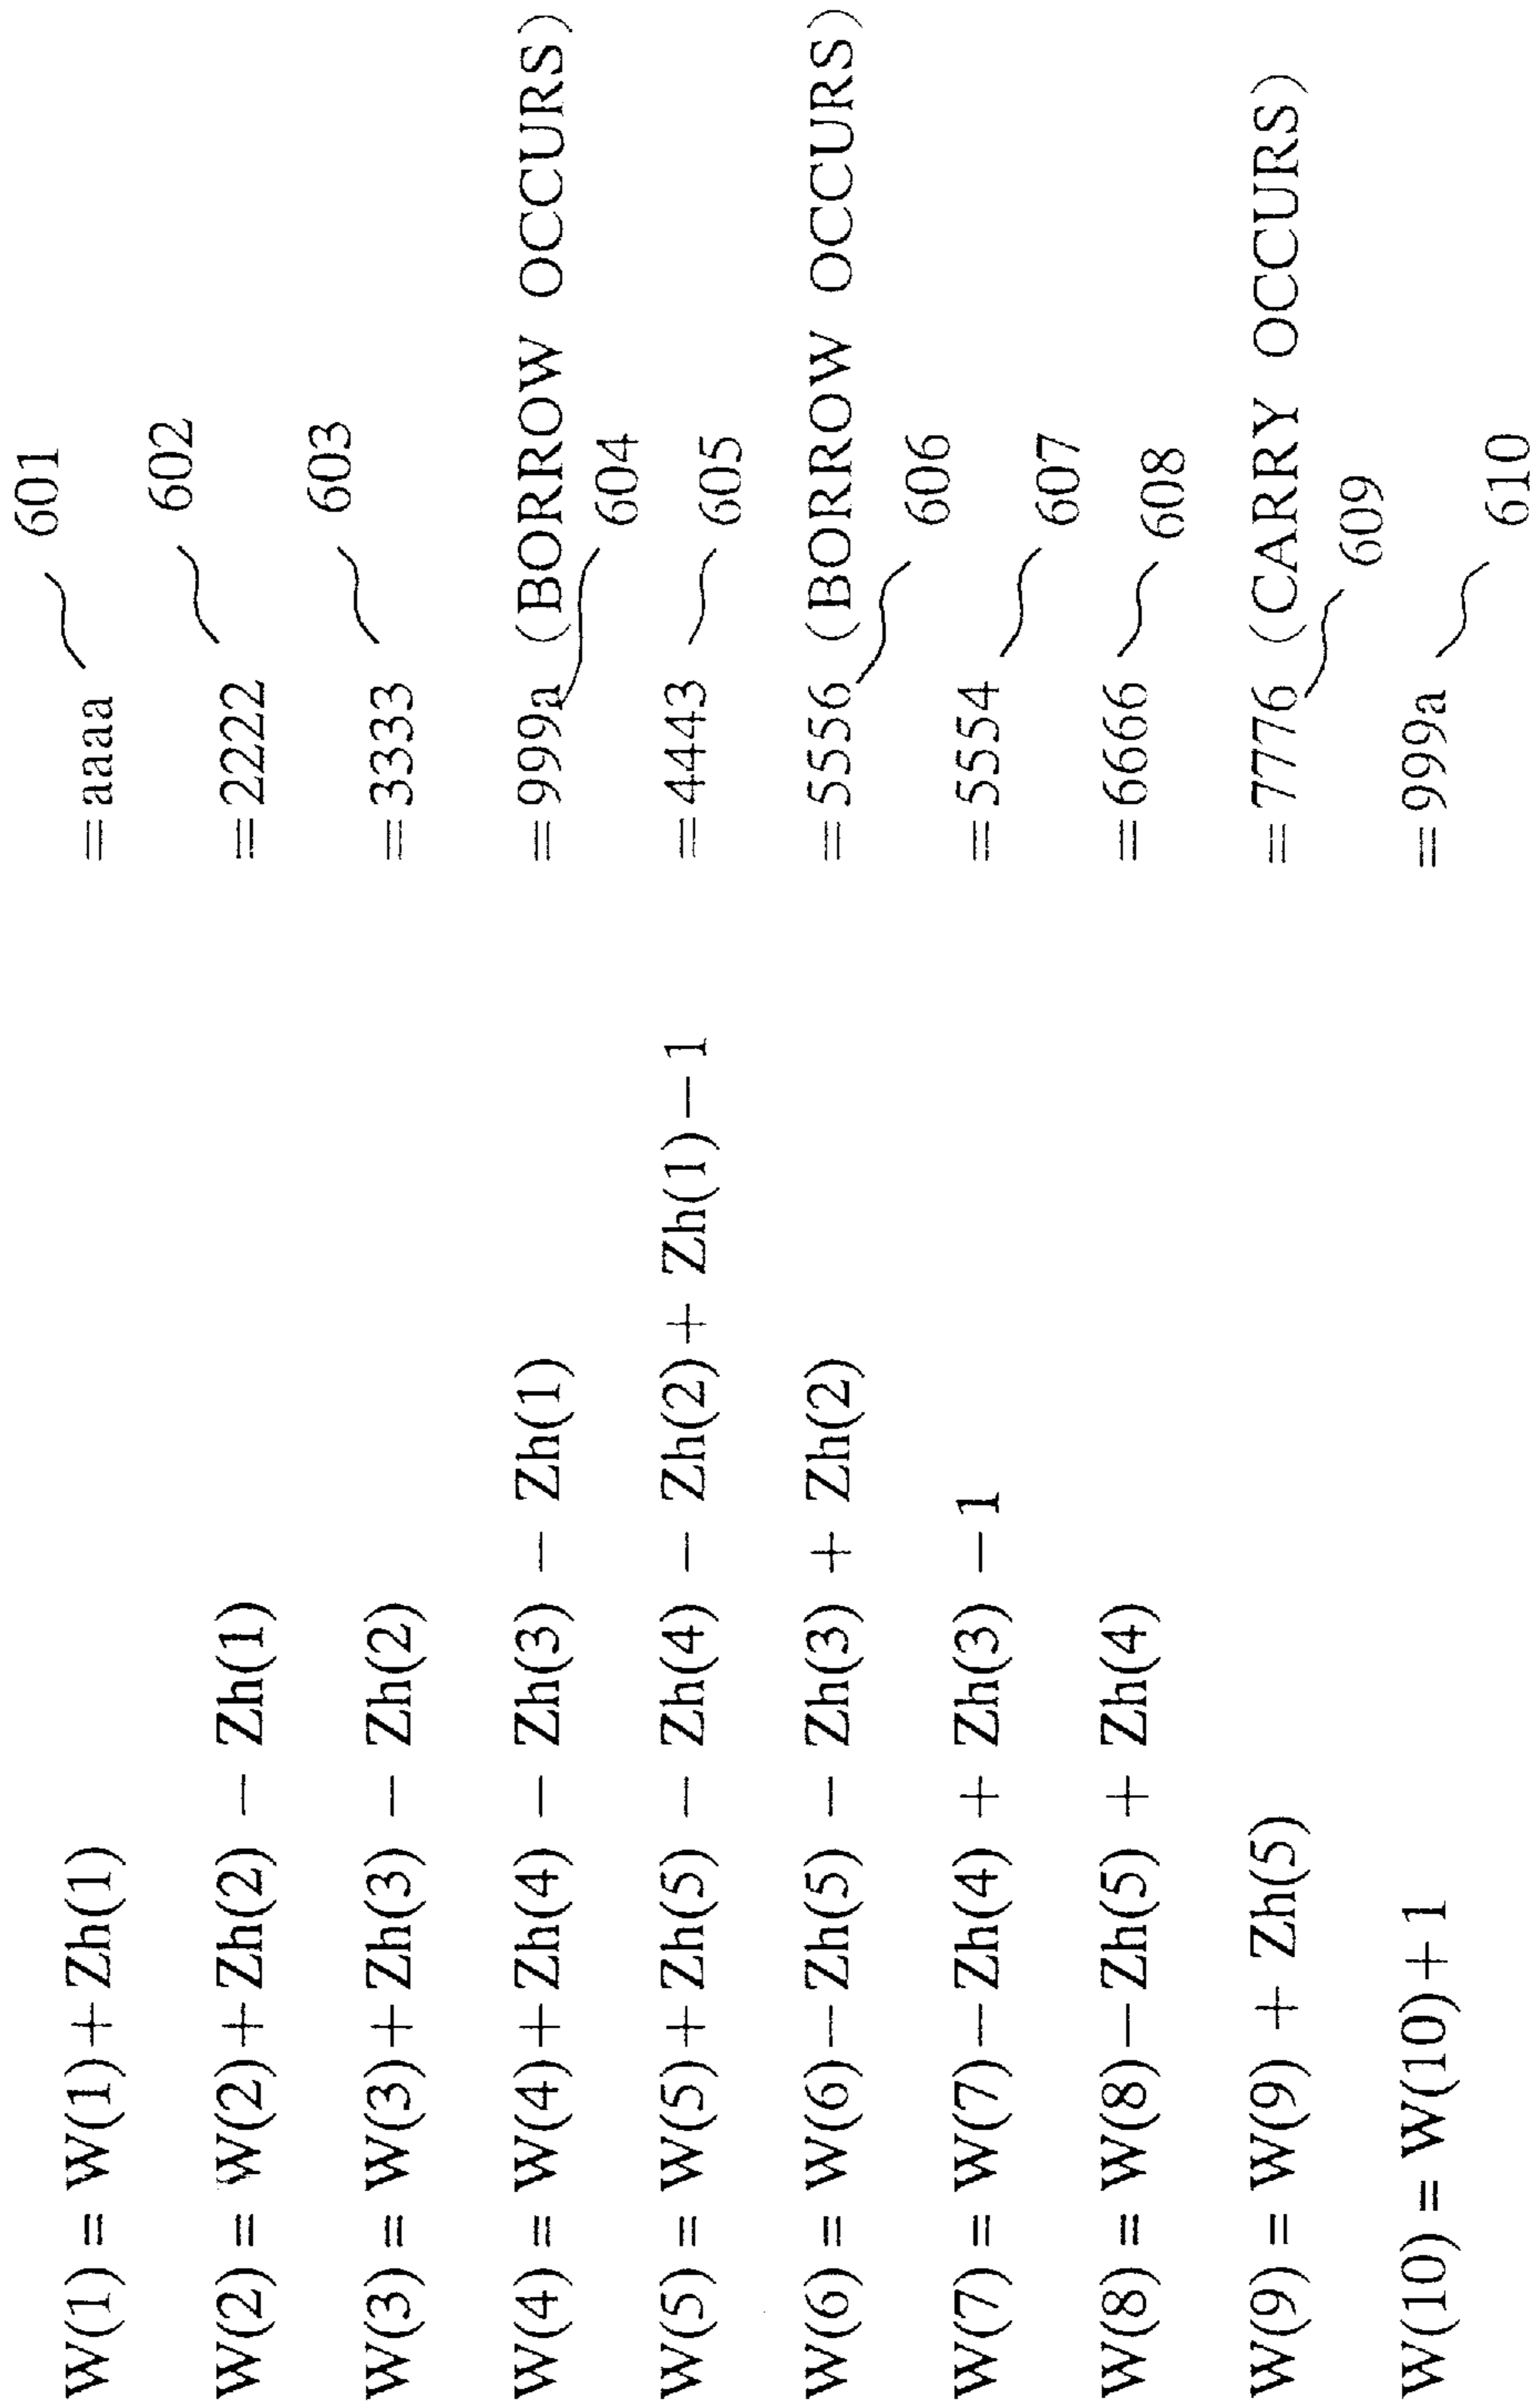 W(1) = W(1)+Zh(1) =aaaa 601
W(2) = W(2)+Zh(2) − Zh(1) =2222 602
W(3) = W(3)+Zh(3) − Zh(2) =3333 603
W(4) = W(4)+Zh(4) − Zh(3) − Zh(1) =999a (BORROW OCCURS) 604
W(5) = W(5)+Zh(5) − Zh(4) − Zh(2)+ Zh(1)−1 =4443 605
W(6) = W(6)−Zh(5) − Zh(3) + Zh(2) =5556 (BORROW OCCURS) 606
W(7) = W(7)−Zh(4) + Zh(3) −1 =5554 607
W(8) = W(8)−Zh(5) + Zh(4) =6666 608
W(9) = W(9) + Zh(5) =7776 (CARRY OCCURS) 609
W(10) = W(10)+1 =999a 610